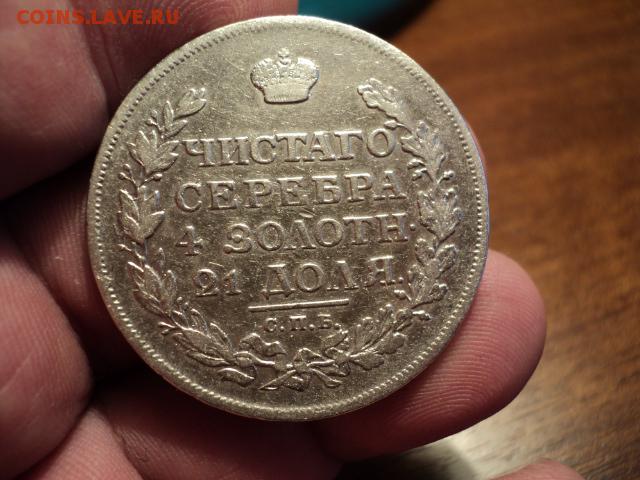 COINS.LAVE.RU
ЧИСТАГО
СЕРЕБРА
4 ЗОЛОТН.
21 ДОЛЯ.
С.П.Б.